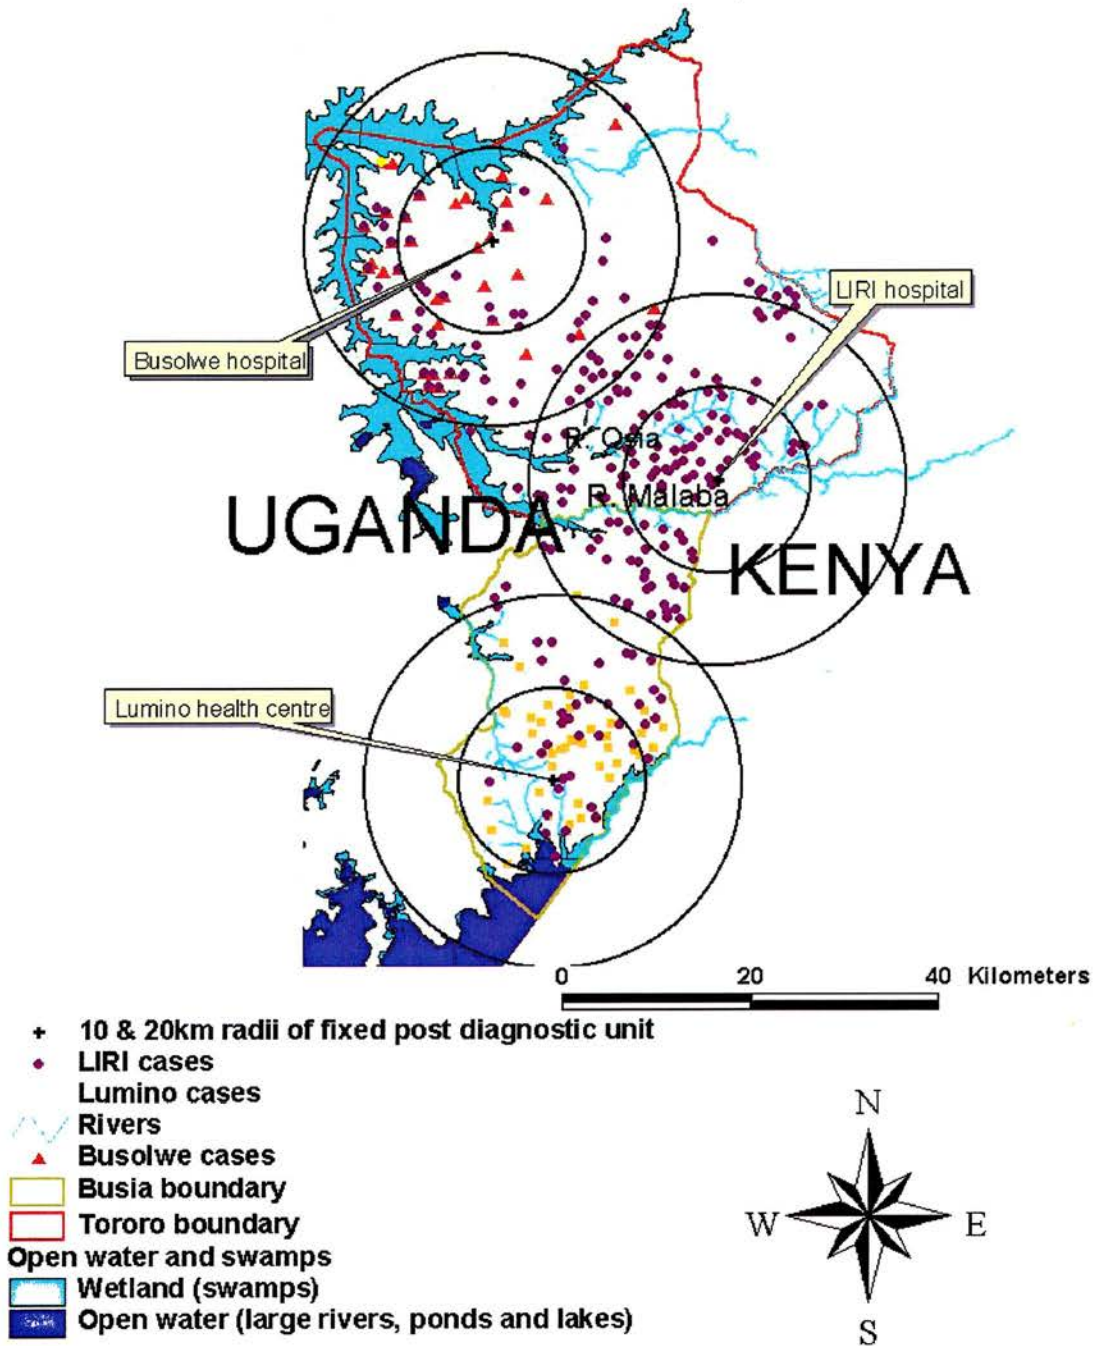 LIRI hospital
Busolwe hospital
R. Osia
R. Malaba
UGANDA
KENYA
Lumino health centre
0 20 40 Kilometers
10 & 20km radii of fixed post diagnostic unit
LIRI cases
Lumino cases
Rivers
Busolwe cases
Busia boundary
Tororo boundary
Open water and swamps
Wetland (swamps)
Open water (large rivers, ponds and lakes)
N
W E
S